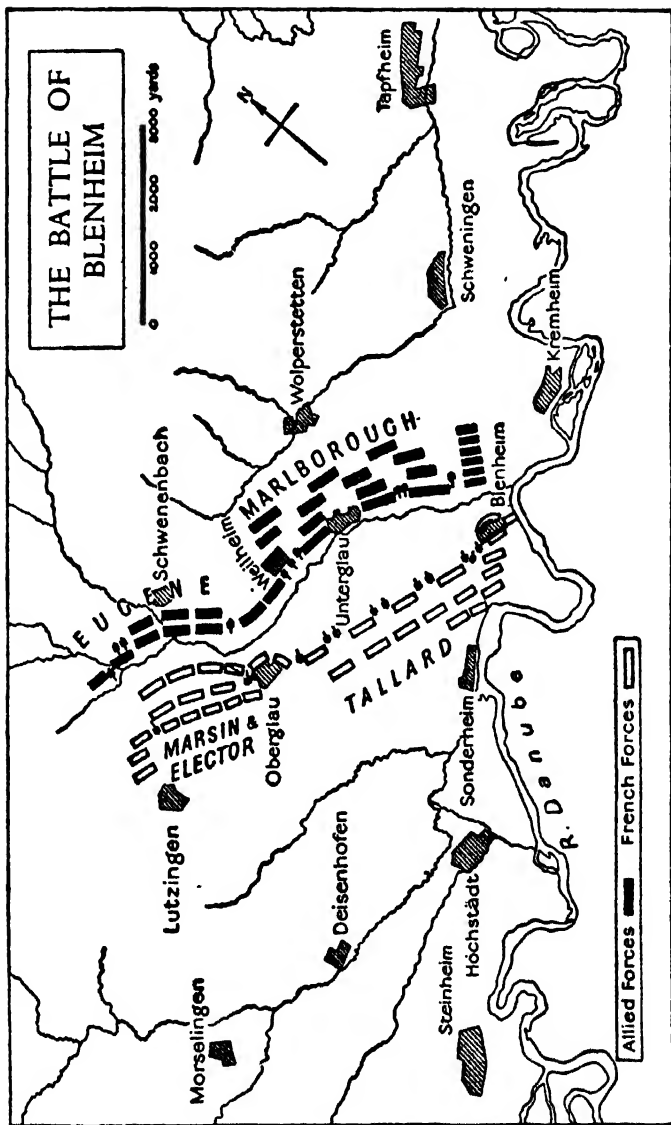 THE BATTLE OF
BLENHEIM
0 1000 2000 3000 yards
N
Tapfheim
Schweningen
Wolperstetten
Kremheim
EUGENE
Schwenenbach
MARLBOROUGH
Weilheim
Unterglau
Blenheim
TALLARD
MARSIN &
ELECTOR
Oberglau
Lutzingen
Sonderheim
R. Danube
Deisenhofen
Höchstädt
Steinheim
Morselingen
Allied Forces French Forces